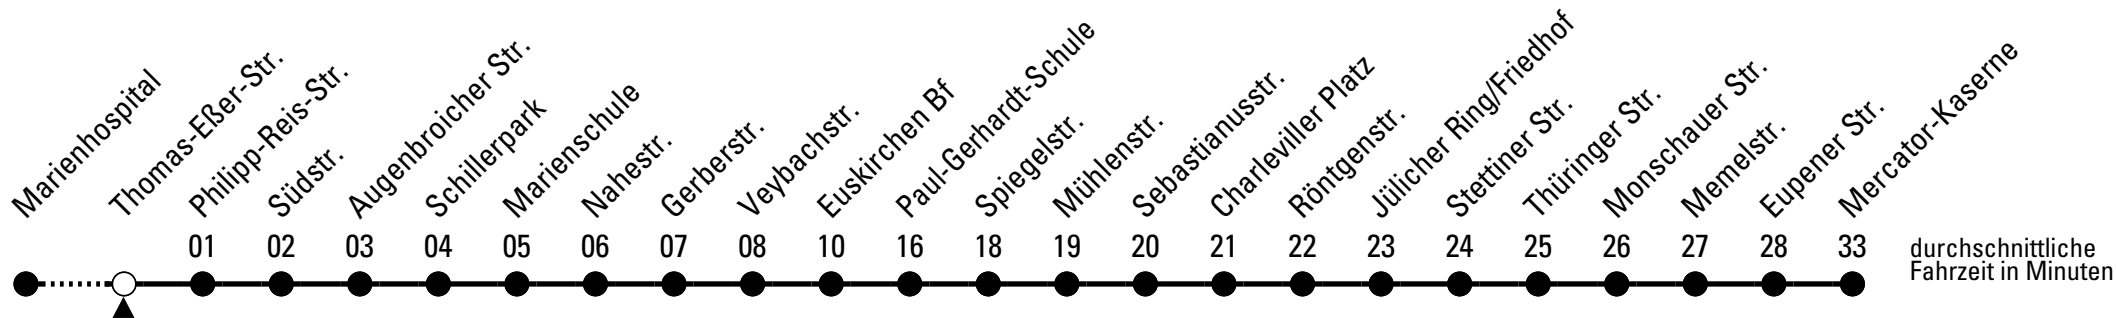 Marienhospital
Thomas-Eßer-Str.
Philipp-Reis-Str.
Südstr.
Augenbroicher Str.
Schillerpark
Marienschule
Nahestr.
Gerberstr.
Veybachstr.
Euskirchen Bf
Paul-Gerhardt-Schule
Spiegelstr.
Mühlenstr.
Sebastianusstr.
Charleviller Platz
Röntgenstr.
Jülicher Ring/Friedhof
Stettiner Str.
Thüringer Str.
Monschauer Str.
Memelstr.
Eupener Str.
Mercator-Kaserne
01 02 03 04 05 06 07 08 10 16 18 19 20 21 22 23 24 25 26 27 28 33
durchschnittliche
Fahrzeit in Minuten